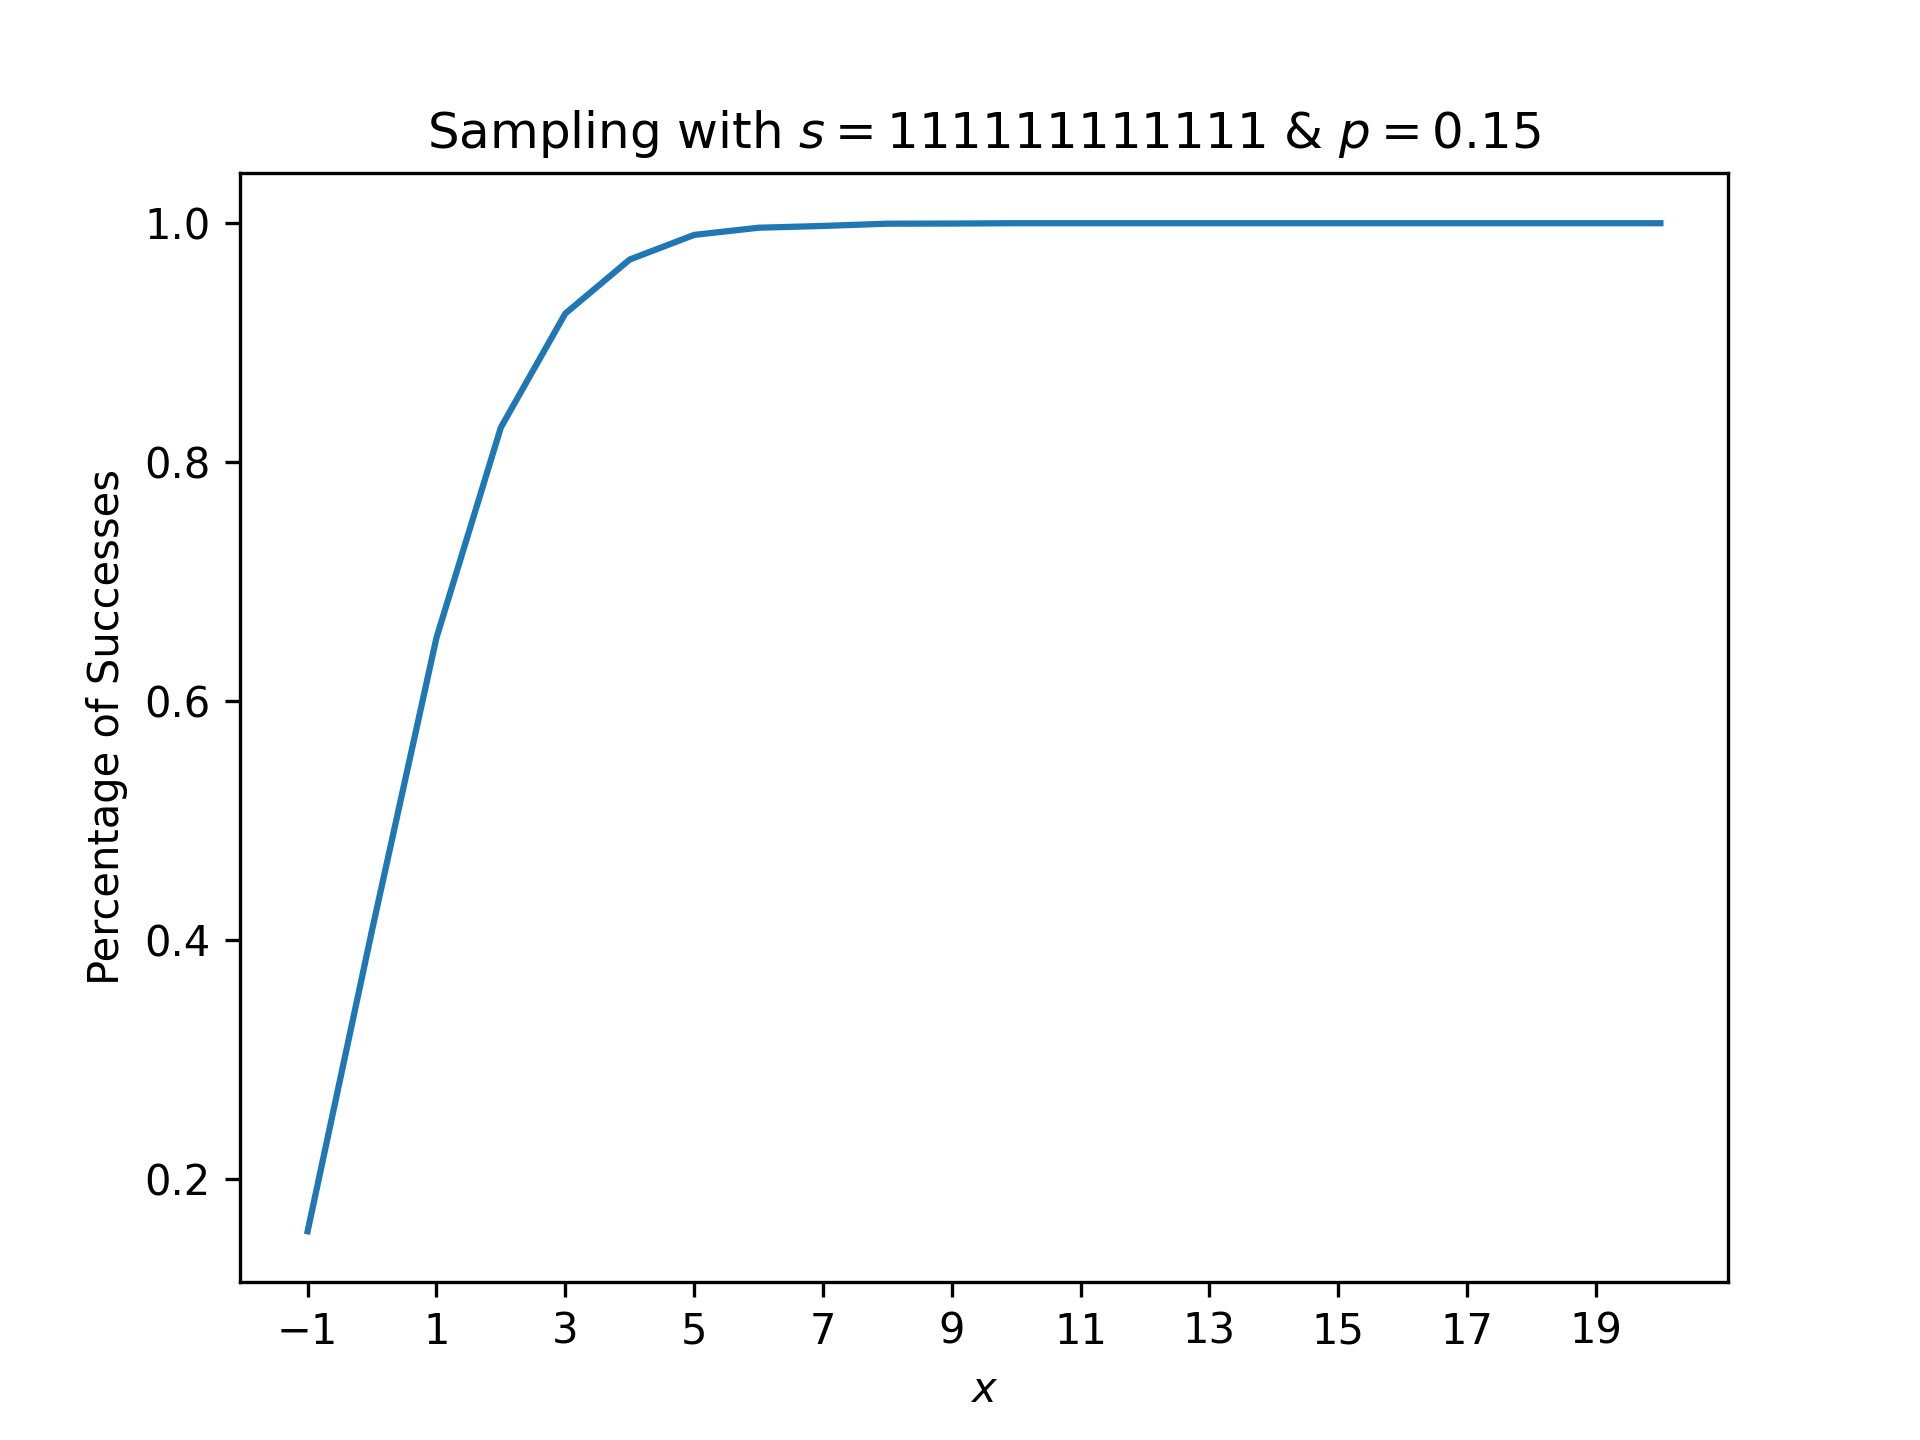 Sampling with s = 111111111111 & p = 0.15
Percentage of Successes
1.0
0.8
0.6
0.4
0.2
−1 1 3 5 7 9 11 13 15 17 19
x